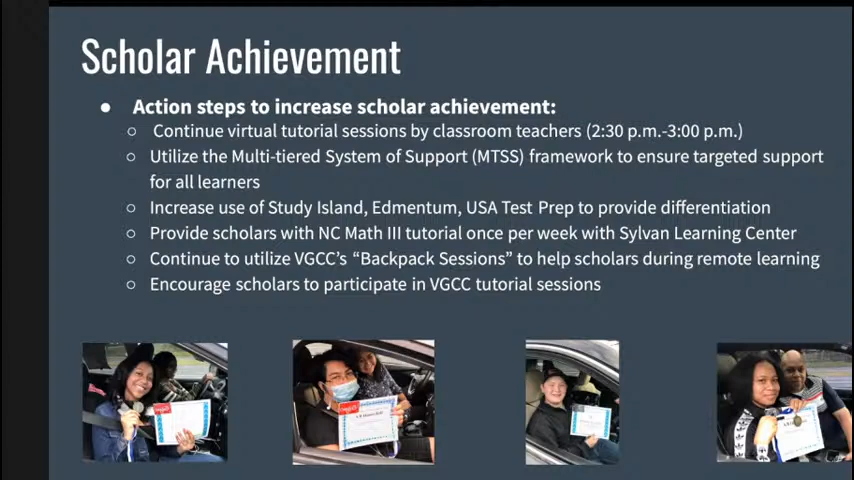 Scholar Achievement
● Action steps to increase scholar achievement:
○ Continue virtual tutorial sessions by classroom teachers (2:30 p.m.-3:00 p.m.)
○ Utilize the Multi-tiered System of Support (MTSS) framework to ensure targeted support
for all learners
○ Increase use of Study Island, Edmentum, USA Test Prep to provide differentiation
○ Provide scholars with NC Math III tutorial once per week with Sylvan Learning Center
○ Continue to utilize VGCC's “Backpack Sessions” to help scholars during remote learning
○ Encourage scholars to participate in VGCC tutorial sessions